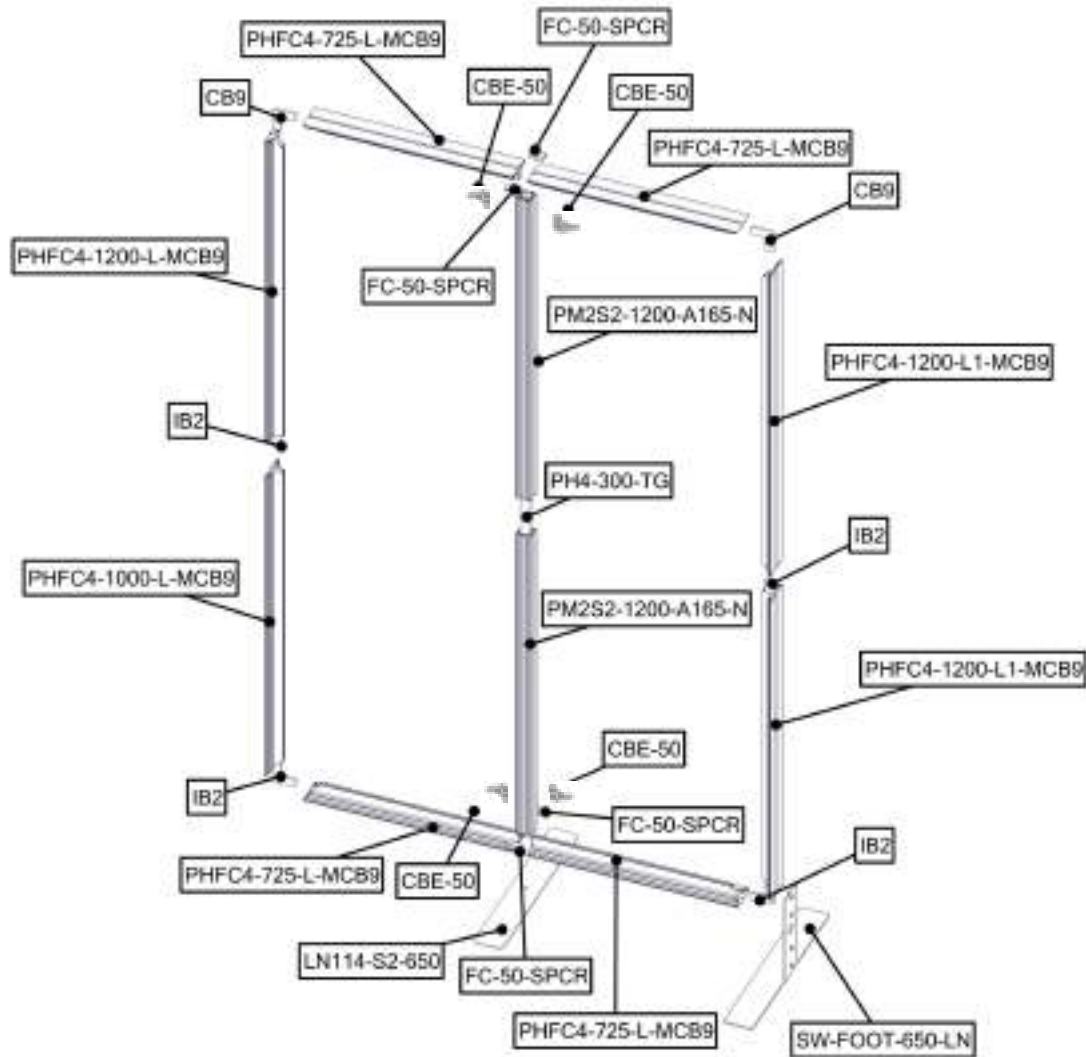 FC-50-SPCR
PHFC4-725-L-MCB9
CBE-50
CBE-50
CB9
PHFC4-725-L-MCB9
CB9
PHFC4-1200-L-MCB9
FC-50-SPCR
PM2S2-1200-A165-N
PHFC4-1200-L1-MCB9
IB2
PH4-300-TG
IB2
PHFC4-1000-L-MCB9
PM2S2-1200-A165-N
PHFC4-1200-L1-MCB9
CBE-50
IB2
FC-50-SPCR
IB2
PHFC4-725-L-MCB9
CBE-50
LN114-S2-650
FC-50-SPCR
PHFC4-725-L-MCB9
SW-FOOT-650-LN